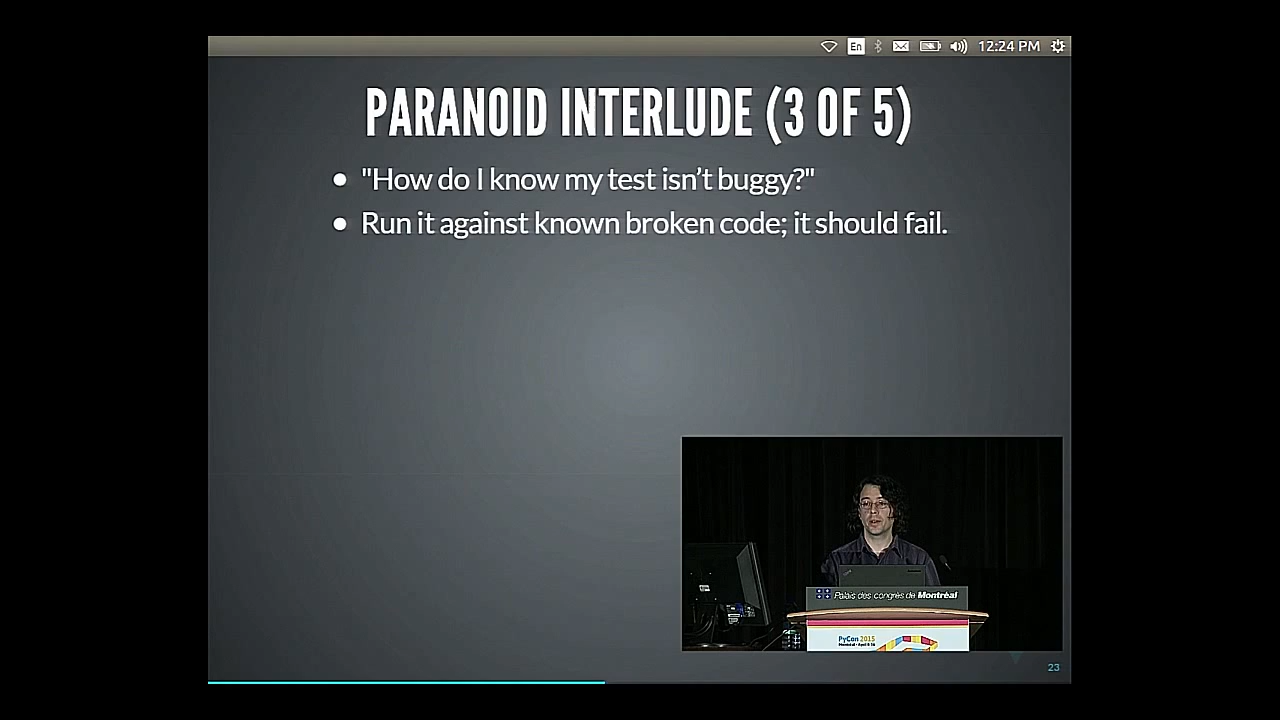 En 12:24 PM
PARANOID INTERLUDE (3 OF 5)
• "How do I know my test isn’t buggy?"
• Run it against known broken code; it should fail.
Palais des congrès de Montréal
PyCon 2015
23